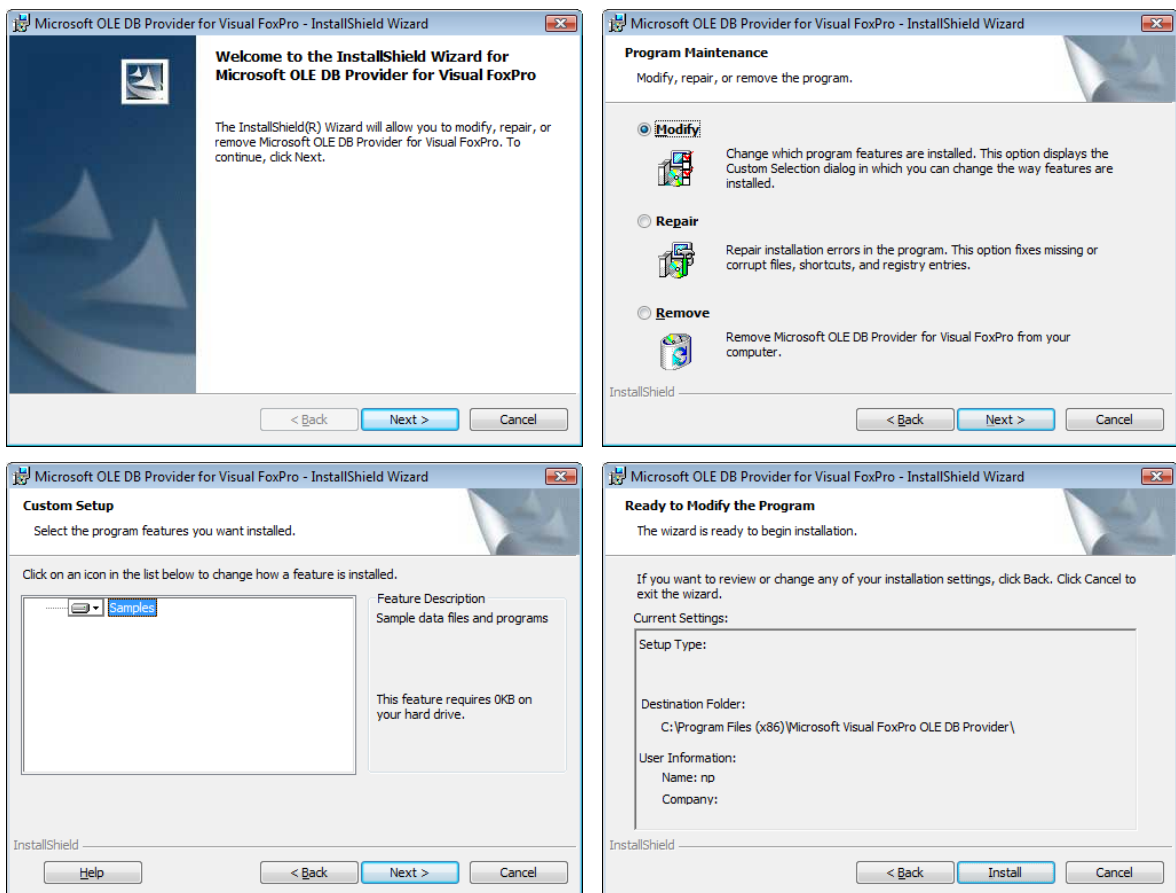 Microsoft OLE DB Provider for Visual FoxPro - InstallShield Wizard
Welcome to the InstallShield Wizard for
Microsoft OLE DB Provider for Visual FoxPro
The InstallShield(R) Wizard will allow you to modify, repair, or
remove Microsoft OLE DB Provider for Visual FoxPro. To
continue, click Next.
< Back
Next >
Cancel
Microsoft OLE DB Provider for Visual FoxPro - InstallShield Wizard
Program Maintenance
Modify, repair, or remove the program.
Modify
Change which program features are installed. This option displays the
Custom Selection dialog in which you can change the way features are
installed.
Repair
Repair installation errors in the program. This option fixes missing or
corrupt files, shortcuts, and registry entries.
Remove
Remove Microsoft OLE DB Provider for Visual FoxPro from your
computer.
InstallShield
< Back
Next >
Cancel
Microsoft OLE DB Provider for Visual FoxPro - InstallShield Wizard
Custom Setup
Select the program features you want installed.
Click on an icon in the list below to change how a feature is installed.
Samples
Feature Description
Sample data files and programs
This feature requires 0KB on
your hard drive.
InstallShield
Help
< Back
Next >
Cancel
Microsoft OLE DB Provider for Visual FoxPro - InstallShield Wizard
Ready to Modify the Program
The wizard is ready to begin installation.
If you want to review or change any of your installation settings, click Back. Click Cancel to
exit the wizard.
Current Settings:
Setup Type:
Destination Folder:
C:\Program Files (x86)\Microsoft Visual FoxPro OLE DB Provider\
User Information:
Name: np
Company:
InstallShield
< Back
Install
Cancel